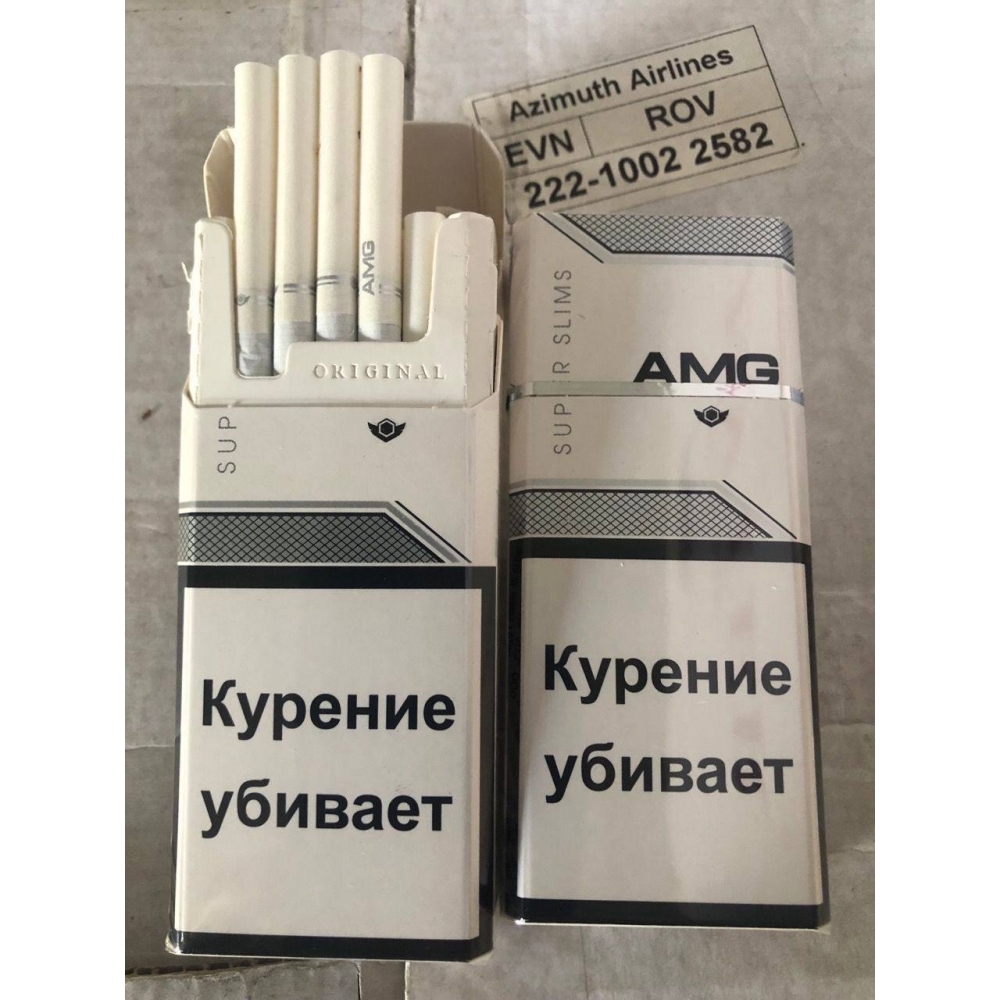 Azimuth Airlines
EVN ROV
222-1002 2582
AMG
ORIGINAL
SUP
Курение
убивает
SUPER SLIMS
AMG
Курение
убивает